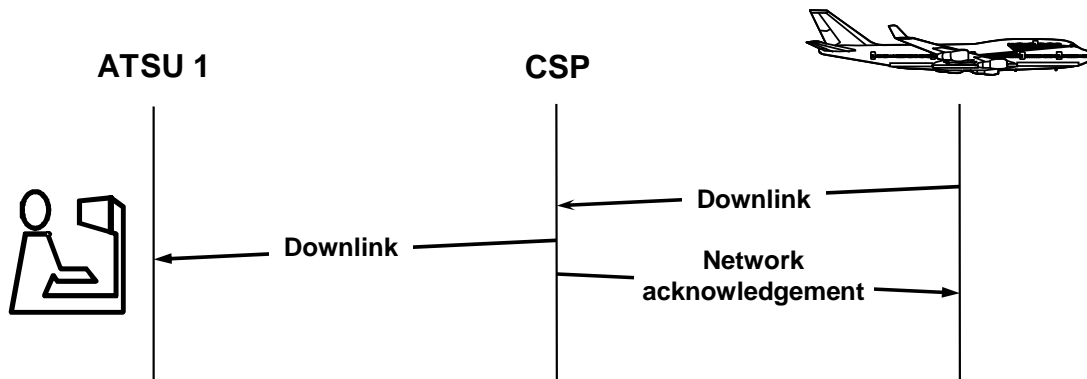 ATSU 1
CSP
Downlink
Downlink
Network
acknowledgement